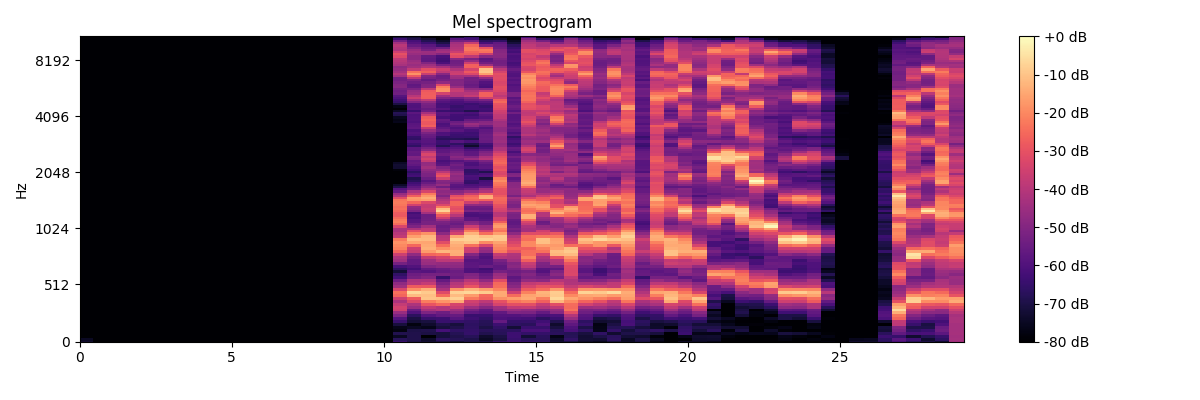 Mel spectrogram
8192
4096
2048
1024
512
0
Hz
0 5 10 15 20 25
Time
+0 dB
-10 dB
-20 dB
-30 dB
-40 dB
-50 dB
-60 dB
-70 dB
-80 dB